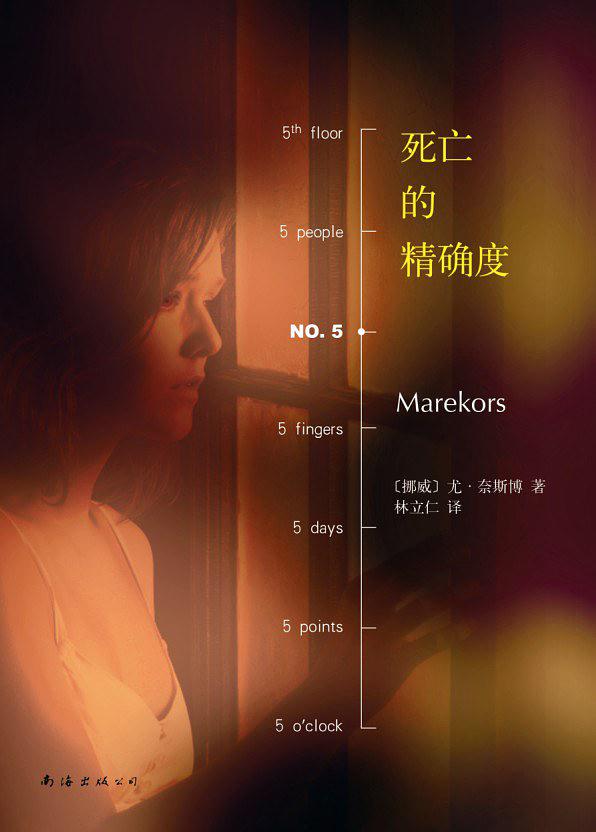 死亡
的
精确度
Marekors
〔挪威〕尤·奈斯博 著
林立仁 译
5th floor
5 people
NO. 5
5 fingers
5 days
5 points
5 o'clock
南海出版公司